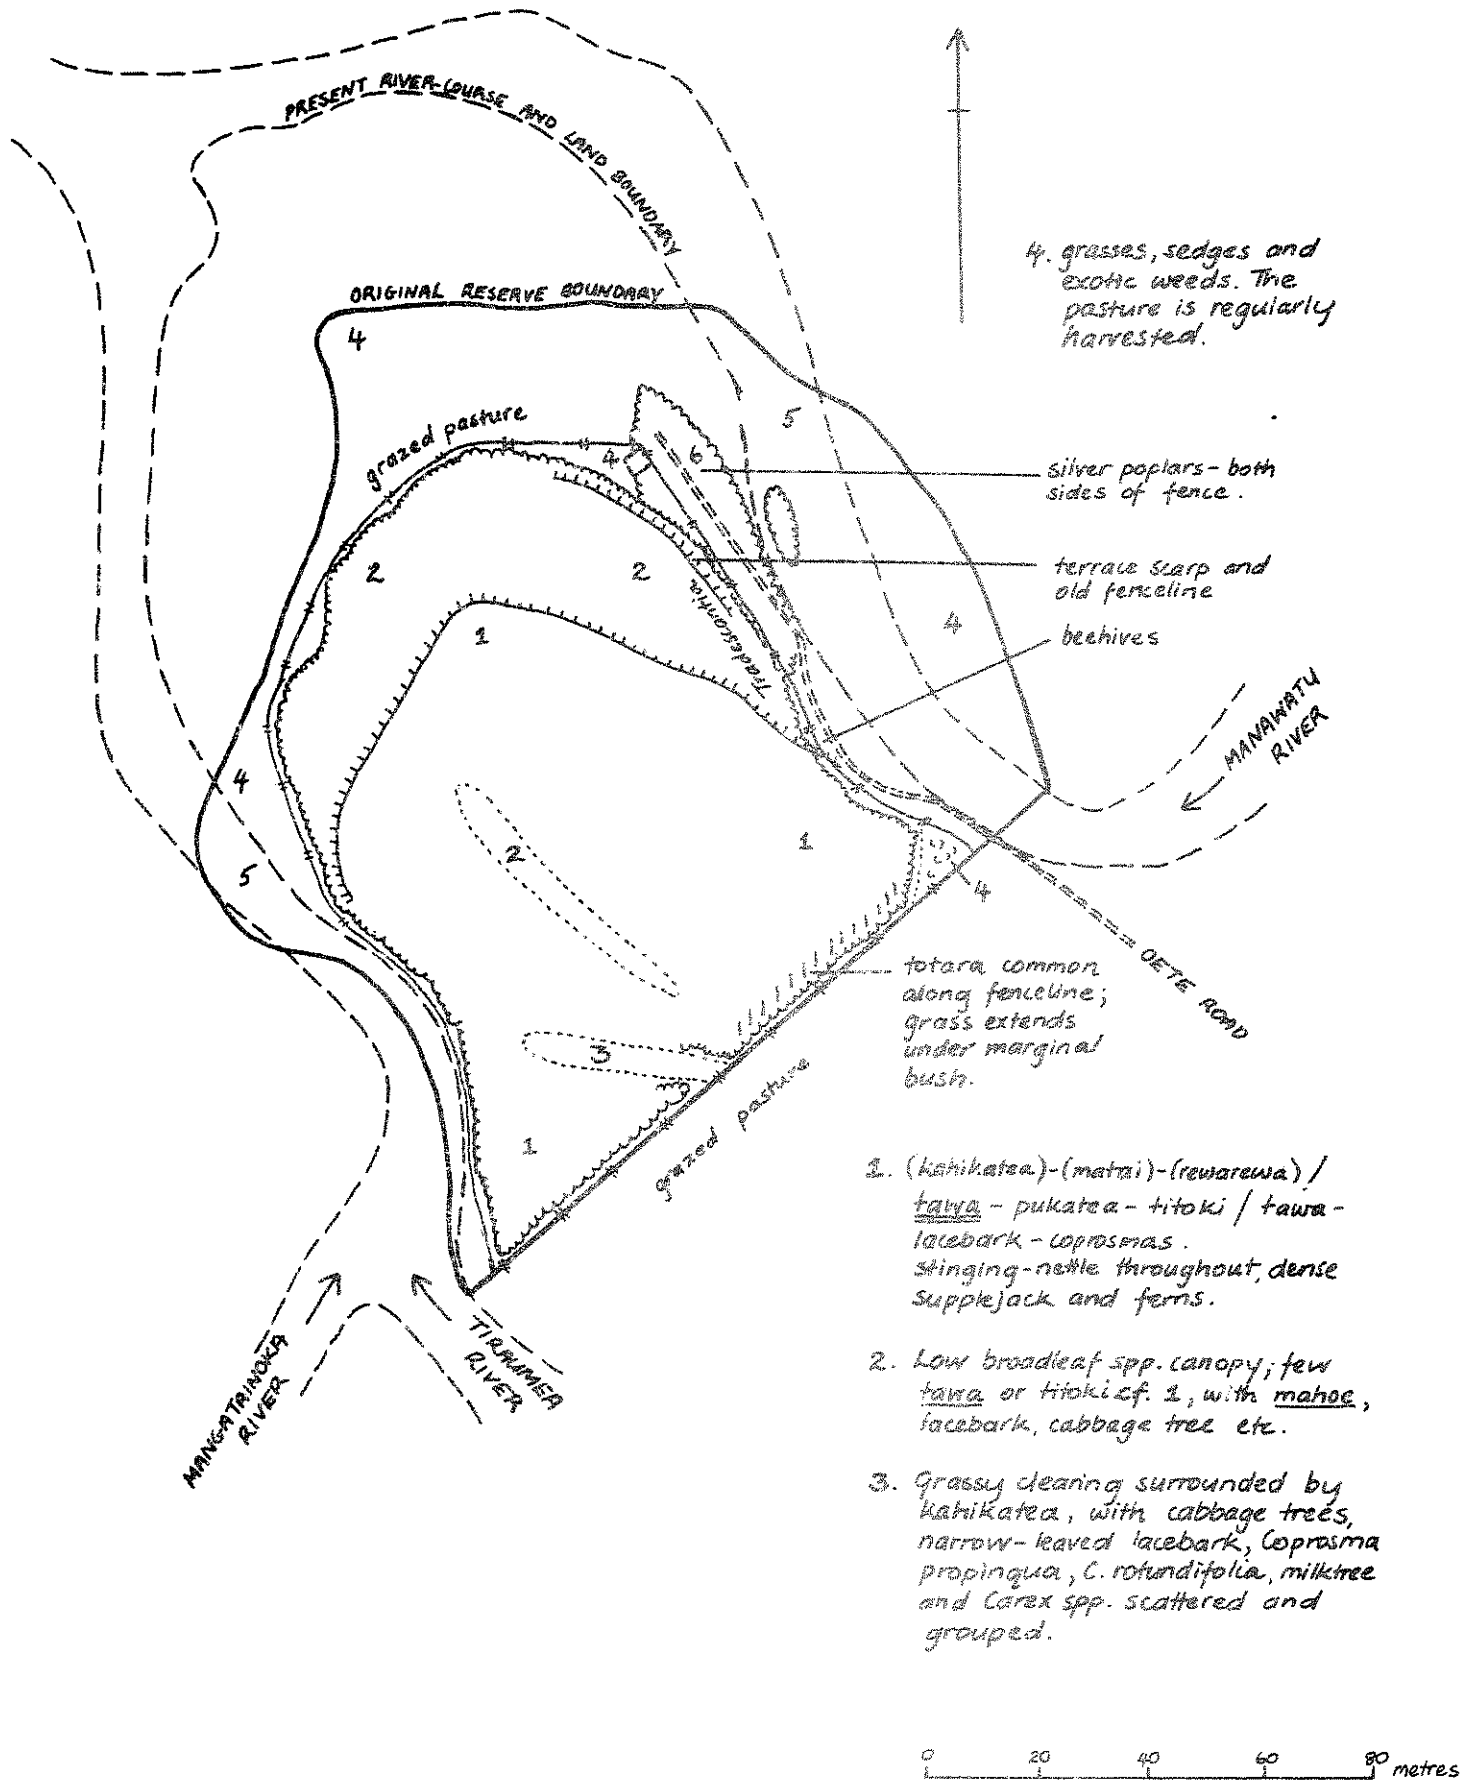 PRESENT RIVER-COURSE AND LAND BOUNDARY
4. grasses, sedges and
exotic weeds. The
pasture is regularly
harvested.
ORIGINAL RESERVE BOUNDARY
4
5
grazed pasture
4
6
silver poplars - both
sides of fence.
2
2
terrace scarp and
old fenceline
Tradescantia
1
4
beehives
MANAWATU
RIVER
4
2
1
5
4
OETE ROAD
totara common
along fenceline;
grass extends
under marginal
bush.
3
grazed pasture
1
1. (kahikatea)-(matai)-(rewarewa) /
tawa - pukatea - titoki / tawa -
lacebark - coprosmas.
stinging-nettle throughout, dense
supplejack and ferns.
MANGATAINOKA
RIVER
TIRAUMEA
RIVER
2. Low broadleaf spp. canopy; few
tawa or titoki cf. 1, with mahoe,
lacebark, cabbage tree etc.
3. Grassy clearing surrounded by
kahikatea, with cabbage trees,
narrow-leaved lacebark, Coprosma
propinqua, C. rotundifolia, milktree
and Carex spp. scattered and
grouped.
0 20 40 60 80 metres